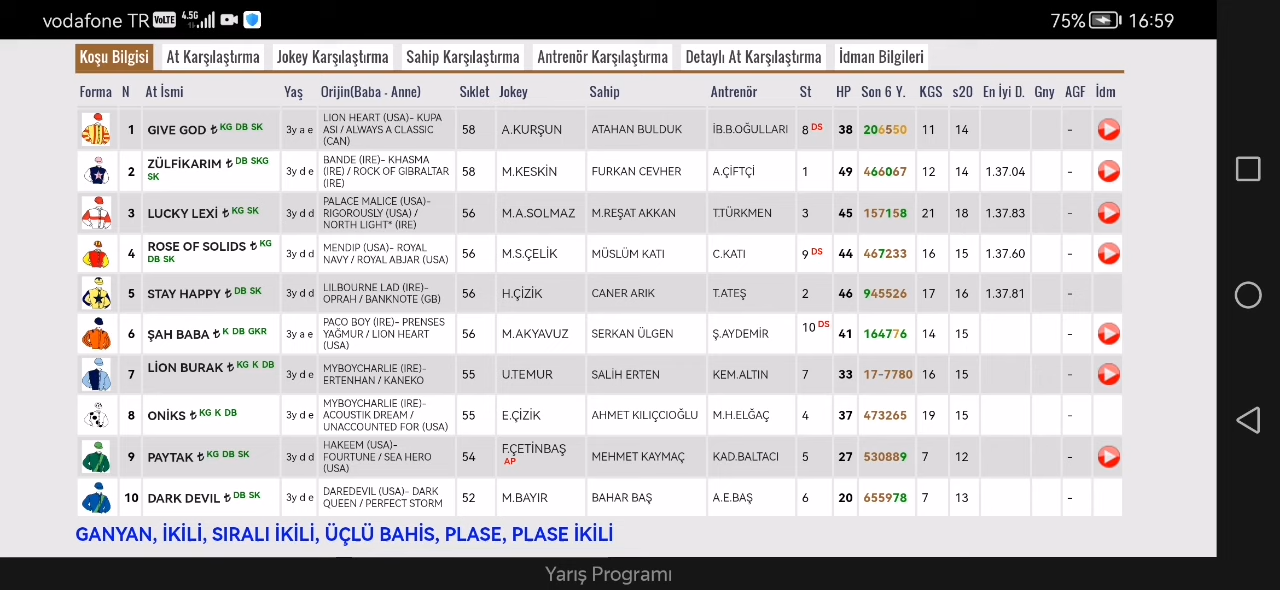 vodafone TR VoLTE 4.5G 75% 16:59
Koşu Bilgisi At Karşılaştırma Jokey Karşılaştırma Sahip Karşılaştırma Antrenör Karşılaştırma Detaylı At Karşılaştırma İdman Bilgileri
Forma N At İsmi Yaş Orijin(Baba - Anne) Sıklet Jokey Sahip Antrenör St HP Son 6 Y. KGS s20 En İyi D. Gny AGF İdm
1 GIVE GOD ₺ KG DB SK 3y a e LION HEART (USA)- KUPA ASI / ALWAYS A CLASSIC (CAN) 58 A.KURŞUN ATAHAN BULDUK İB.B.OĞULLARI 8 DS 38 206550 11 14 -
2 ZÜLFİKARIM ₺ DB SKG SK 3y d e BANDE (IRE)- KHASMA (IRE) / ROCK OF GIBRALTAR (IRE) 58 M.KESKİN FURKAN CEVHER A.ÇİFTÇİ 1 49 466067 12 14 1.37.04 -
3 LUCKY LEXİ ₺ KG SK 3y d d PALACE MALICE (USA)- RIGOROUSLY (USA) / NORTH LIGHT* (IRE) 56 M.A.SOLMAZ M.REŞAT AKKAN T.TÜRKMEN 3 45 157158 21 18 1.37.83 -
4 ROSE OF SOLIDS ₺ KG DB SK 3y d d MENDIP (USA)- ROYAL NAVY / ROYAL ABJAR (USA) 56 M.S.ÇELİK MÜSLÜM KATI C.KATI 9 DS 44 467233 16 15 1.37.60 -
5 STAY HAPPY ₺ DB SK 3y d d LILBOURNE LAD (IRE)- OPRAH / BANKNOTE (GB) 56 H.ÇİZİK CANER ARIK T.ATEŞ 2 46 945526 17 16 1.37.81 -
6 ŞAH BABA ₺ K DB GKR 3y a e PACO BOY (IRE)- PRENSES YAĞMUR / LION HEART (USA) 56 M.AKYAVUZ SERKAN ÜLGEN Ş.AYDEMİR 10 DS 41 164776 14 15 -
7 LİON BURAK ₺ KG K DB 3y d e MYBOYCHARLIE (IRE)- ERTENHAN / KANEKO 55 U.TEMUR SALİH ERTEN KEM.ALTIN 7 33 17-7780 16 15 -
8 ONİKS ₺ KG K DB 3y d e MYBOYCHARLIE (IRE)- ACOUSTIK DREAM / UNACCOUNTED FOR (USA) 55 E.ÇİZİK AHMET KILIÇCIOĞLU M.H.ELĞAÇ 4 37 473265 19 15 -
9 PAYTAK ₺ KG DB SK 3y d d HAKEEM (USA)- FOURTUNE / SEA HERO (USA) 54 F.ÇETİNBAŞ AP MEHMET KAYMAÇ KAD.BALTACI 5 27 530889 7 12 -
10 DARK DEVIL ₺ DB SK 3y d e DAREDEVIL (USA)- DARK QUEEN / PERFECT STORM 52 M.BAYIR BAHAR BAŞ A.E.BAŞ 6 20 655978 7 13 -
GANYAN, İKİLİ, SIRALI İKİLİ, ÜÇLÜ BAHİS, PLASE, PLASE İKİLİ
Yarış Programı